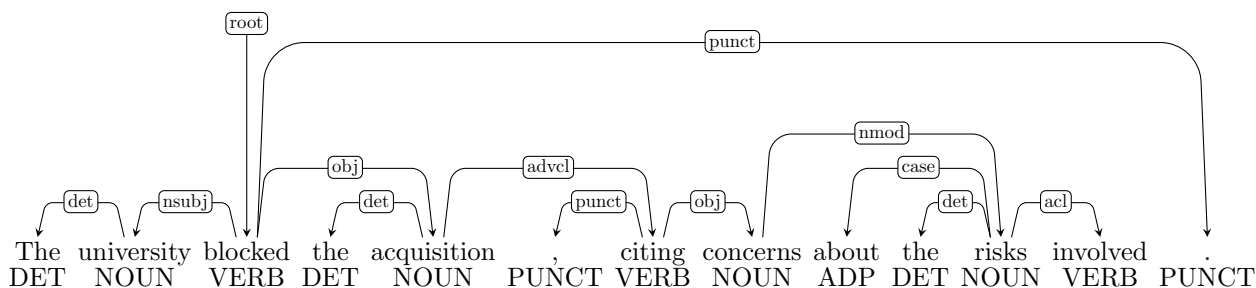 root
punct
nmod
obj advcl case
det nsubj det punct obj det acl
The university blocked the acquisition , citing concerns about the risks involved .
DET NOUN VERB DET NOUN PUNCT VERB NOUN ADP DET NOUN VERB PUNCT